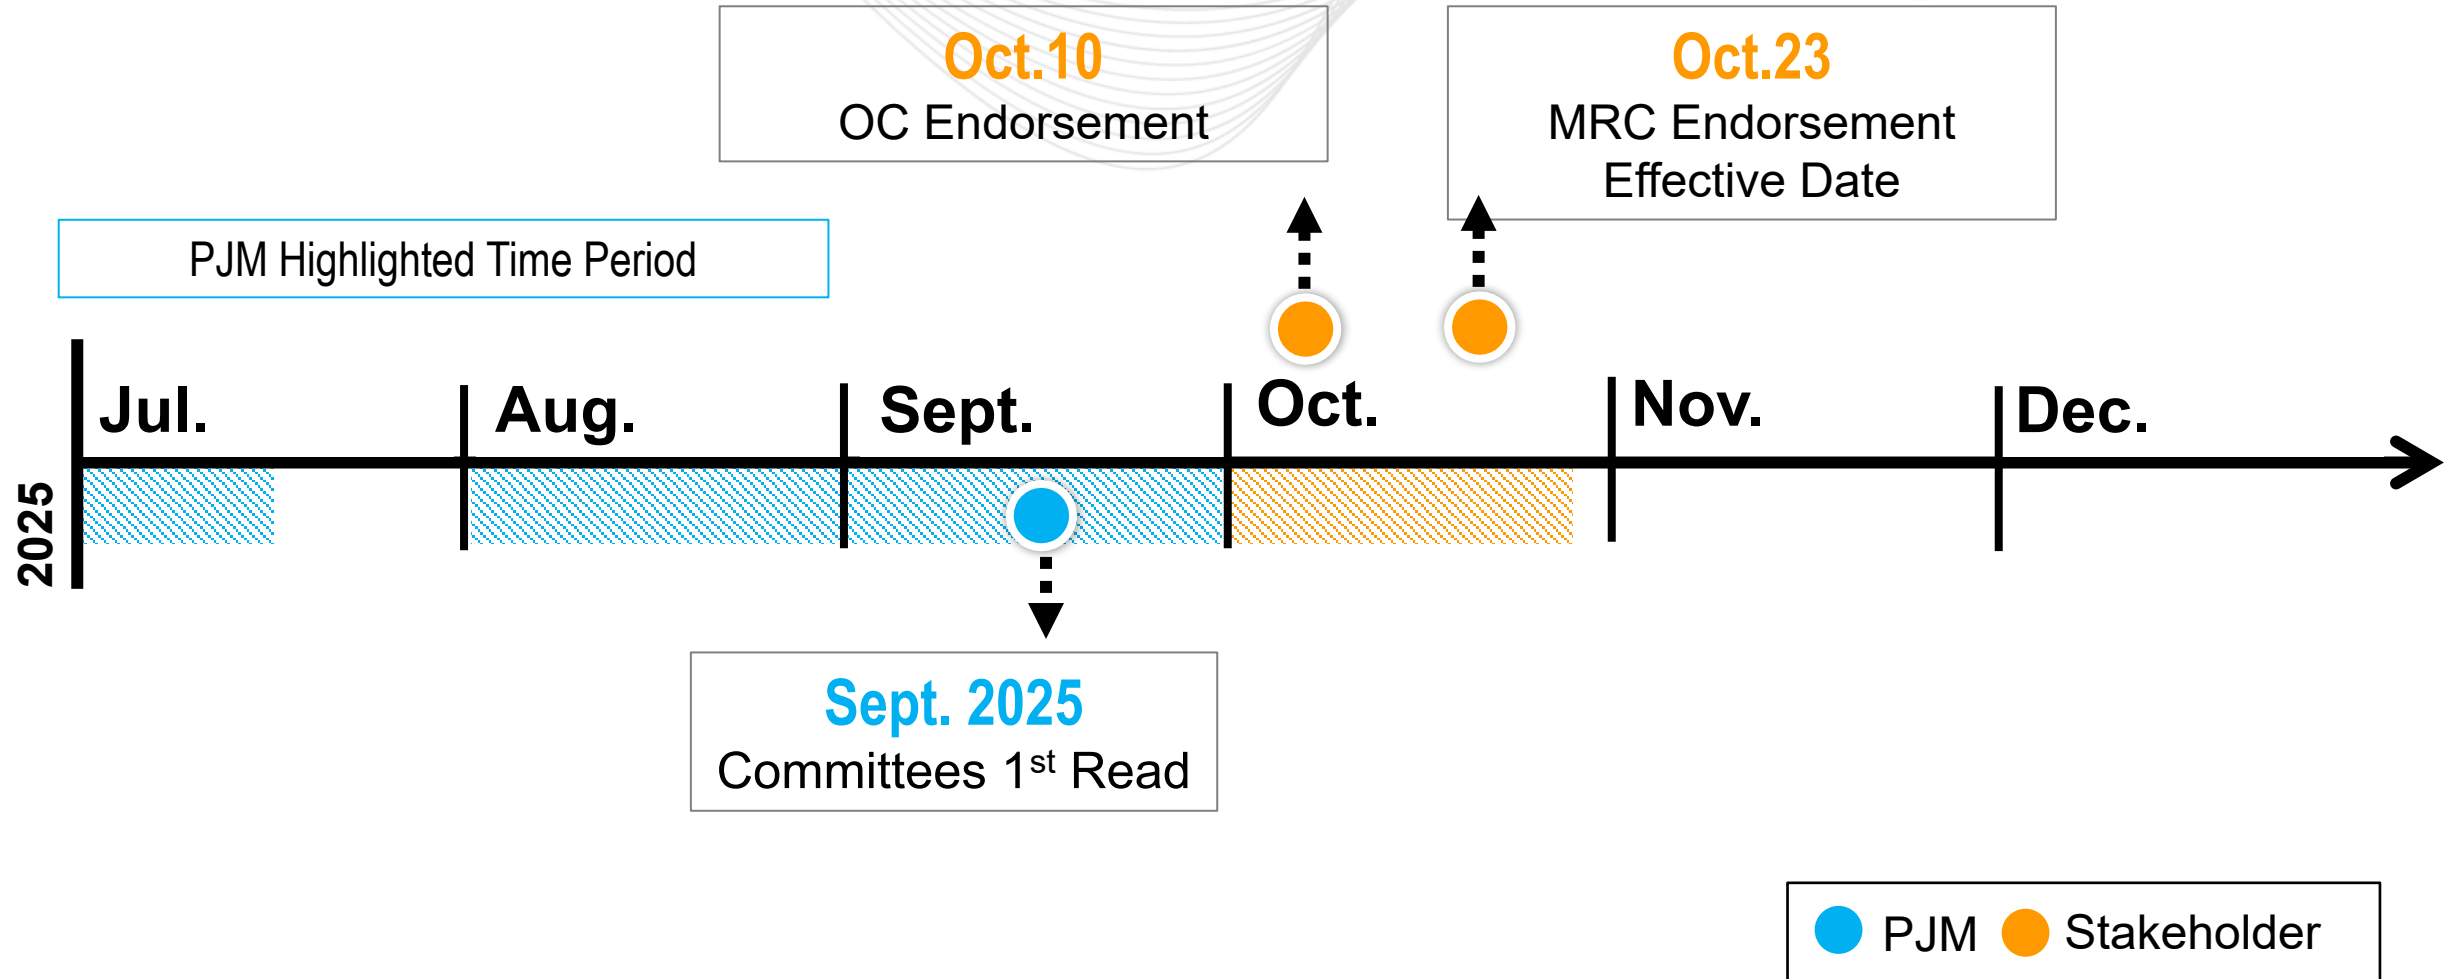 Oct.10
OC Endorsement
Oct.23
MRC Endorsement
Effective Date
PJM Highlighted Time Period
2025
Jul.
Aug.
Sept.
Oct.
Nov.
Dec.
Sept. 2025
Committees 1st Read
PJM
Stakeholder